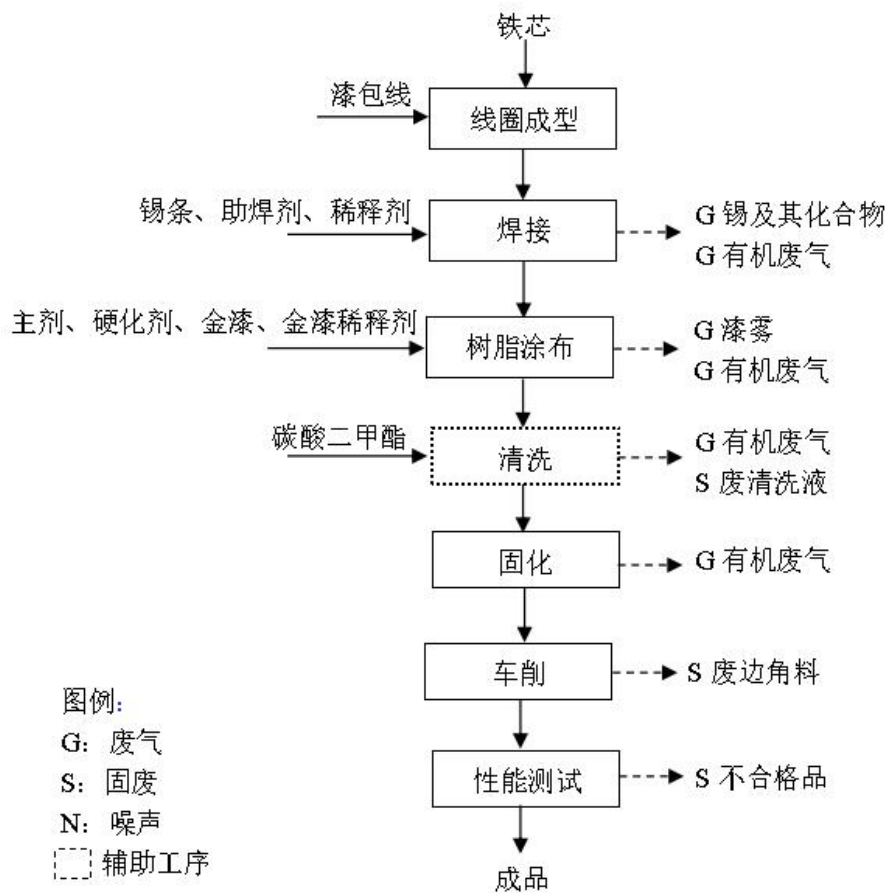 铁芯
漆包线
线圈成型
锡条、助焊剂、稀释剂
焊接
G 锡及其化合物
G 有机废气
主剂、硬化剂、金漆、金漆稀释剂
树脂涂布
G 漆雾
G 有机废气
碳酸二甲酯
清洗
G 有机废气
S 废清洗液
固化
G 有机废气
车削
S 废边角料
性能测试
S 不合格品
成品
图例:
G： 废气
S： 固废
N： 噪声
辅助工序